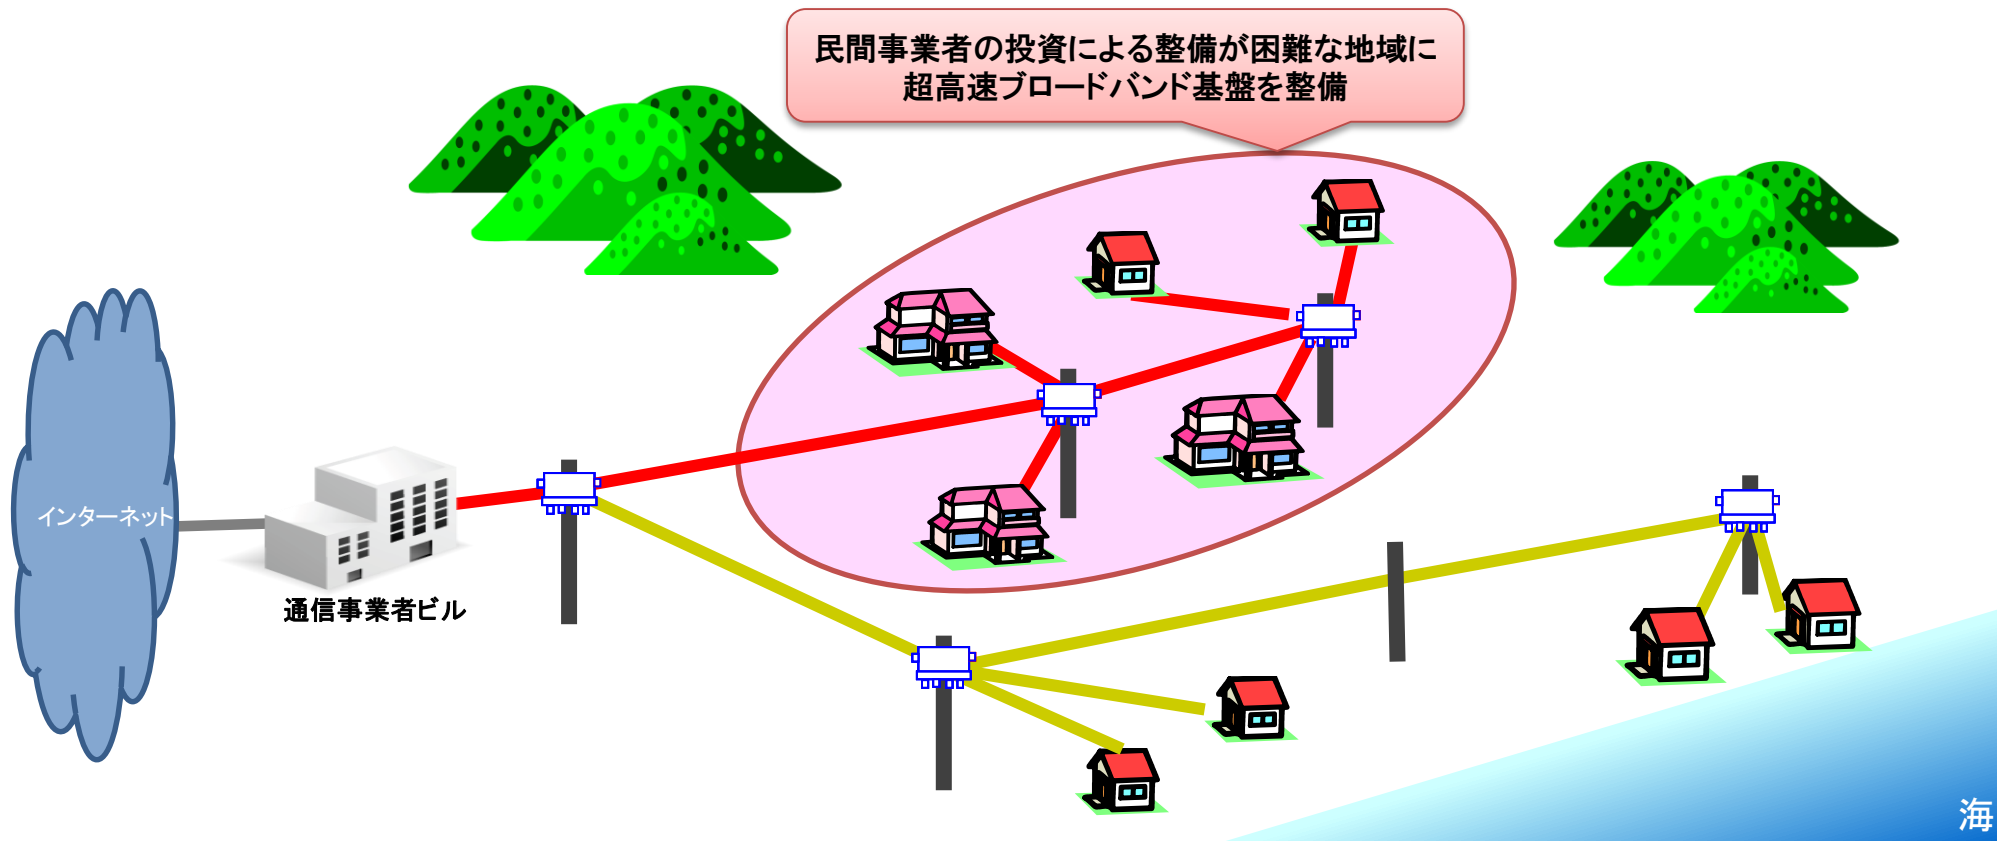 民間事業者の投資による整備が困難な地域に
超高速ブロードバンド基盤を整備
インターネット
通信事業者ビル
海